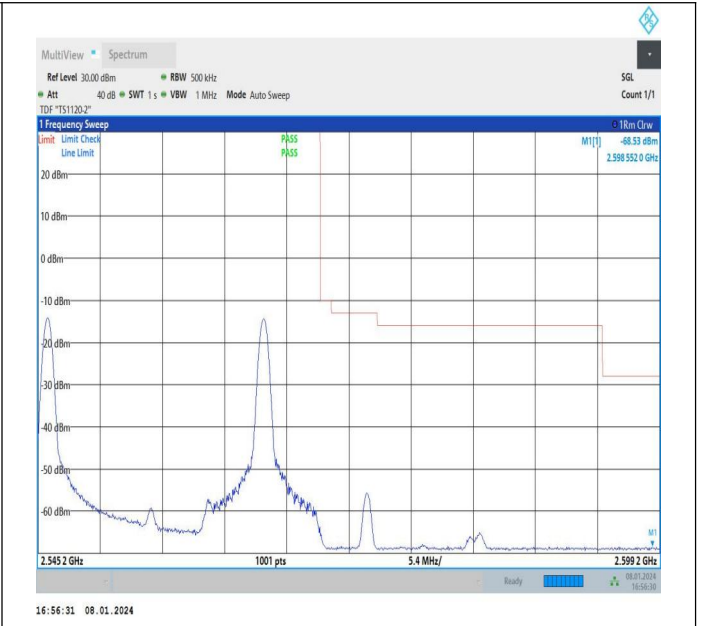 MultiView Spectrum
Ref Level 30.00 dBm RBW 500 kHz SGL
Att 40 dB SWT 1 s VBW 1 MHz Mode Auto Sweep Count 1/1
TDF "TS1120-2"
1 Frequency Sweep 1Rm Clrw
Limit Limit Check PASS M1[1] -68.53 dBm
Line Limit PASS 2.598 552 0 GHz
20 dBm
10 dBm
0 dBm
-10 dBm
-20 dBm
-30 dBm
-40 dBm
-50 dBm
-60 dBm
M1
2.545 2 GHz 1001 pts 5.4 MHz/ 2.599 2 GHz
Ready 08.01.2024
16:56:30
16:56:31 08.01.2024